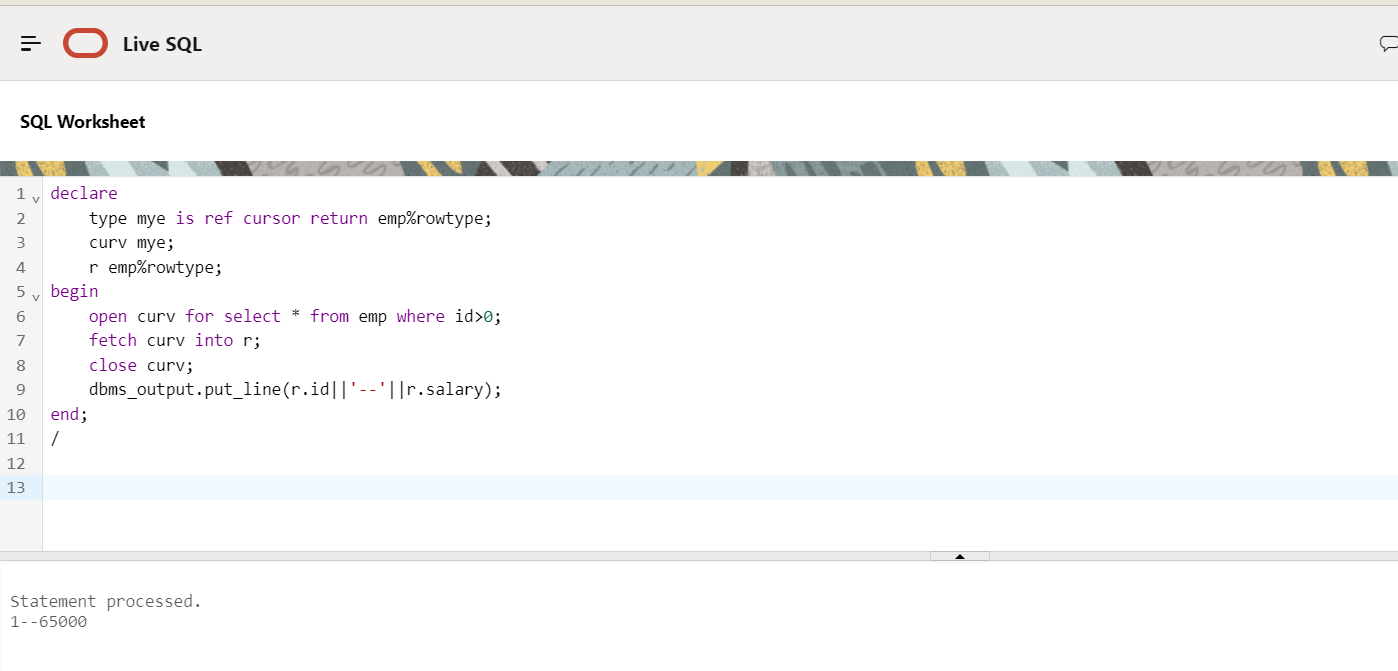 Live SQL
SQL Worksheet
1 declare
2     type mye is ref cursor return emp%rowtype;
3     curv mye;
4     r emp%rowtype;
5 begin
6     open curv for select * from emp where id>0;
7     fetch curv into r;
8     close curv;
9     dbms_output.put_line(r.id||'--'||r.salary);
10 end;
11 /
12
13
Statement processed.
1--65000